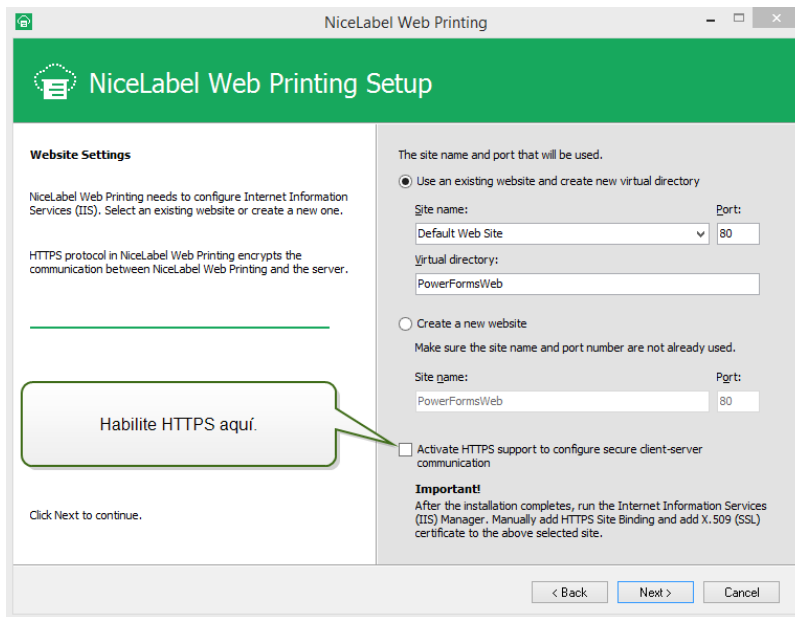 NiceLabel Web Printing
NiceLabel Web Printing Setup
Website Settings
NiceLabel Web Printing needs to configure Internet Information
Services (IIS). Select an existing website or create a new one.
HTTPS protocol in NiceLabel Web Printing encrypts the
communication between NiceLabel Web Printing and the server.
Habilite HTTPS aquí.
Click Next to continue.
The site name and port that will be used.
Use an existing website and create new virtual directory
Site name: Port:
Default Web Site 80
Virtual directory:
PowerFormsWeb
Create a new website
Make sure the site name and port number are not already used.
Site name: Port:
PowerFormsWeb 80
Activate HTTPS support to configure secure client-server
communication
Important!
After the installation completes, run the Internet Information Services
(IIS) Manager. Manually add HTTPS Site Binding and add X.509 (SSL)
certificate to the above selected site.
< Back Next > Cancel